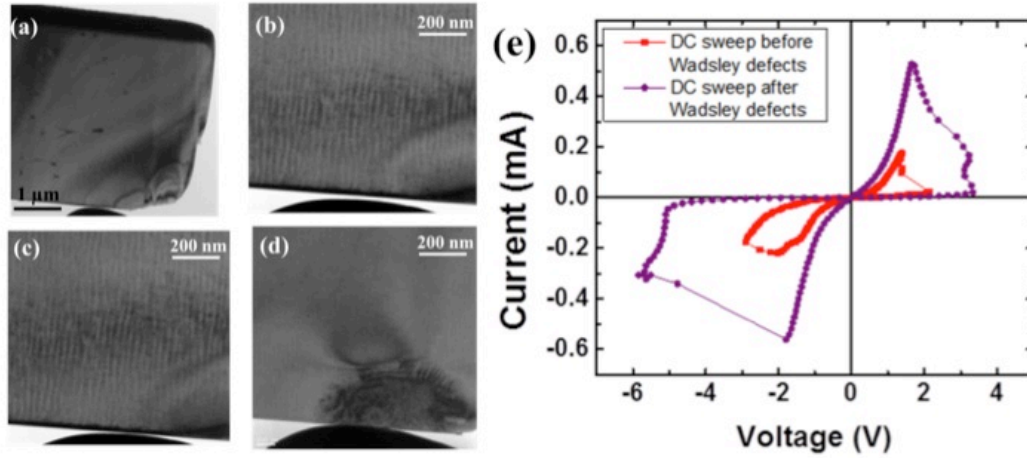 (a)
1 μm
(b)
200 nm
(c)
200 nm
(d)
200 nm
(e)
DC sweep before
Wadsley defects
DC sweep after
Wadsley defects
Current (mA)
0.6
0.4
0.2
0.0
-0.2
-0.4
-0.6
-6 -4 -2 0 2 4
Voltage (V)